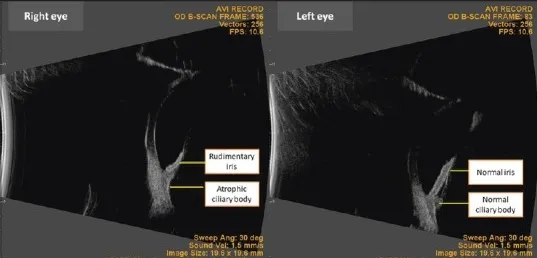 Right eye
AVI RECORD
OD B-SCAN FRAME: 536
Vectors: 256
FPS: 10.6
Rudimentary
iris
Atrophic
ciliary body
Sweep Ang: 30 deg
Sound Vel: 1.5 mm/s
Image Size: 19.6 x 19.6 mm
Left eye
AVI RECORD
OD B-SCAN FRAME: 83
Vectors: 256
FPS: 10.6
Normal iris
Normal
ciliary body
Sweep Ang: 30 deg
Sound Vel: 1.5 mm/s
Image Size: 19.6 x 19.6 mm